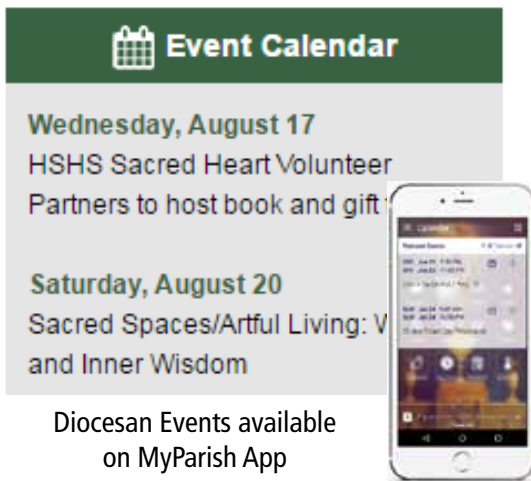 Event Calendar
Wednesday, August 17
HSHS Sacred Heart Volunteer
Partners to host book and gift
Saturday, August 20
Sacred Spaces/Artful Living:
and Inner Wisdom
Calendar
Diocesan Events available
on MyParish App